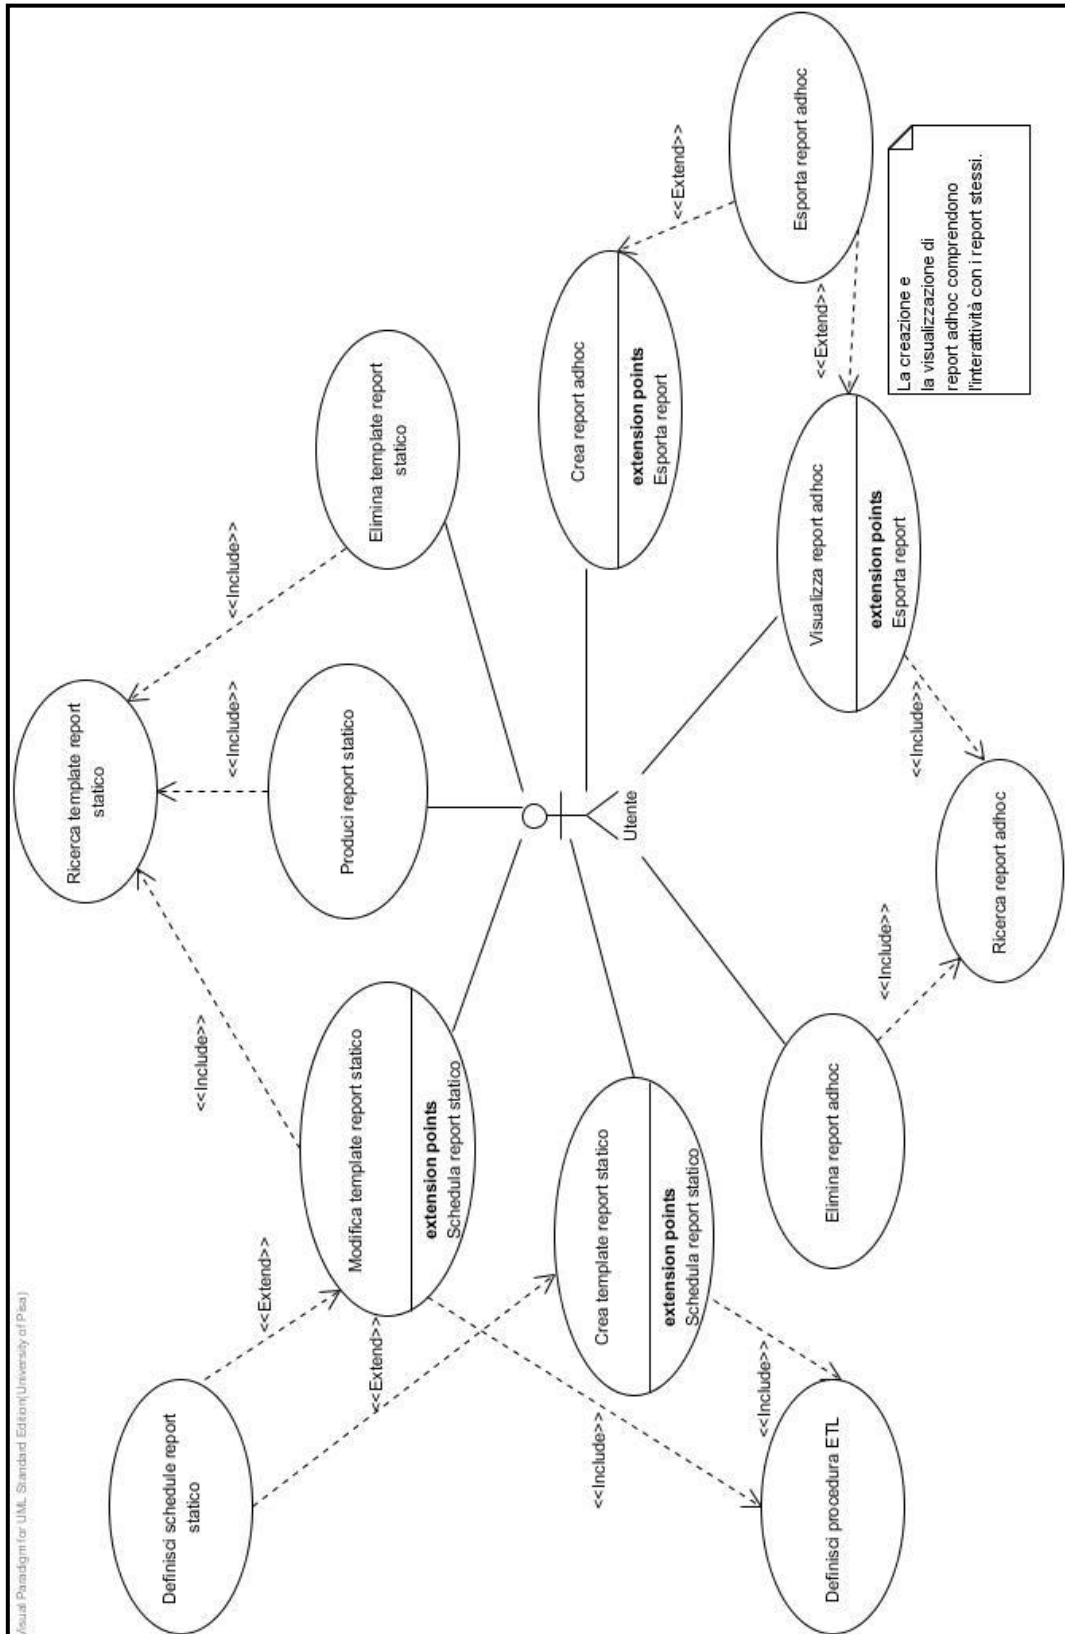 Visual Paradigm for UML Standard Edition(University of Pisa)
Definisci schedule report
statico
<<Extend>>
<<Extend>>
Modifica template report statico
extension points
Schedula report statico
<<Include>>
Ricerca template report
statico
<<Include>>
<<Include>>
Produci report statico
Elimina template report
statico
Crea template report statico
extension points
Schedula report statico
<<Include>>
<<Include>>
Definisci procedura ETL
Utente
Crea report adhoc
extension points
Esporta report
<<Extend>>
Esporta report adhoc
<<Extend>>
Visualizza report adhoc
extension points
Esporta report
<<Include>>
Elimina report adhoc
<<Include>>
Ricerca report adhoc
La creazione e
la visualizzazione di
report adhoc comprendono
l'interattività con i report stessi.